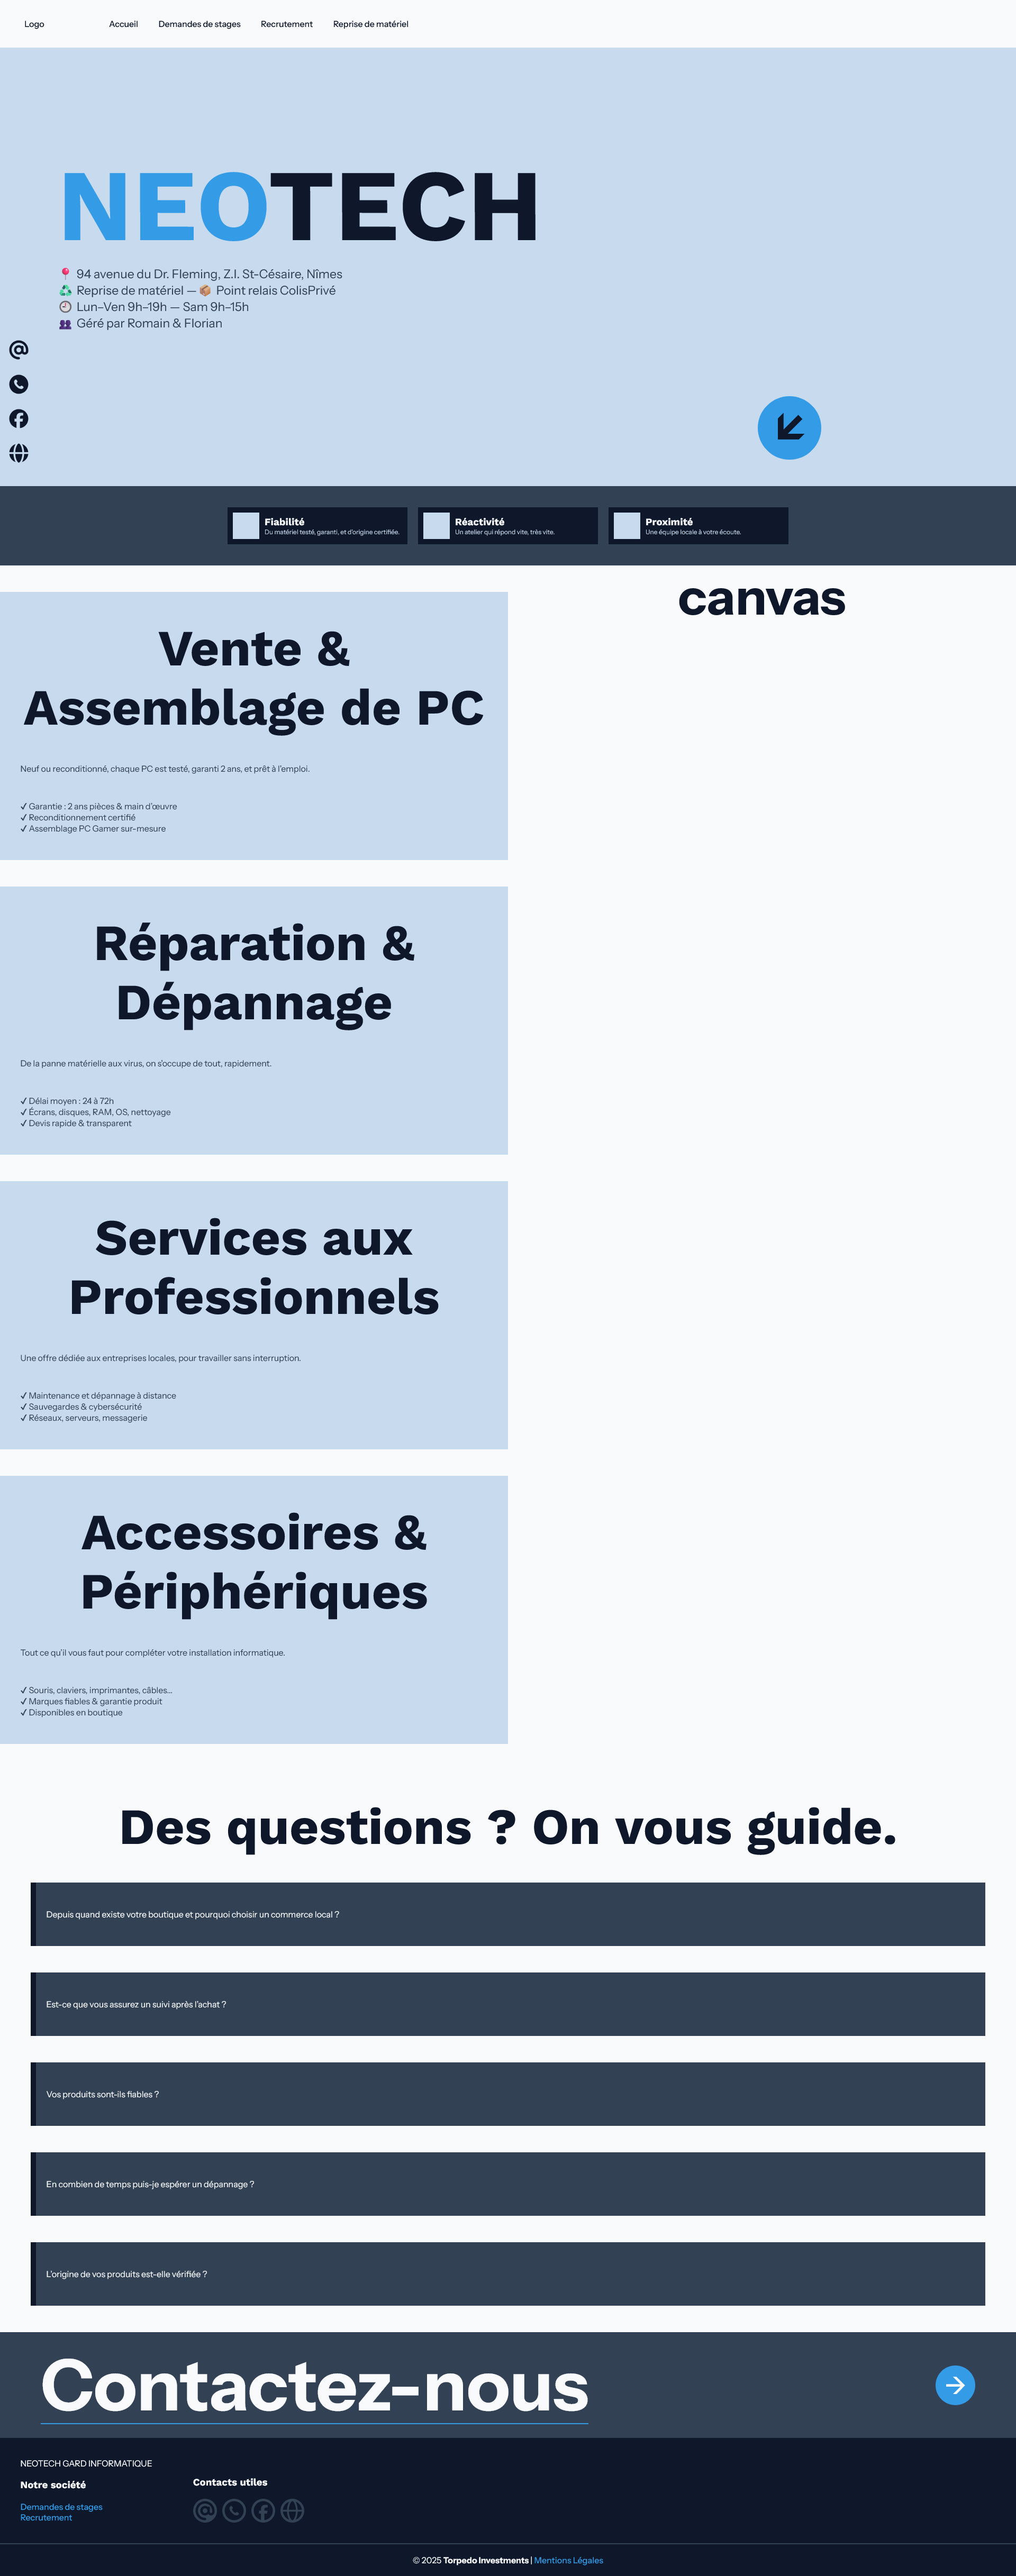 Logo
Accueil
Demandes de stages
Recrutement
Reprise de matériel
NEOTECH
📍 94 avenue du Dr. Fleming, Z.I. St-Césaire, Nîmes
♻️ Reprise de matériel — 📦 Point relais ColisPrivé
🕘 Lun–Ven 9h–19h — Sam 9h–15h
👥 Géré par Romain & Florian
Fiabilité
Du matériel testé, garanti, et d'origine certifiée.
Réactivité
Un atelier qui répond vite, très vite.
Proximité
Une équipe locale à votre écoute.
canvas
Vente &
Assemblage de PC
Neuf ou reconditionné, chaque PC est testé, garanti 2 ans, et prêt à l'emploi.
✓ Garantie : 2 ans pièces & main d'œuvre
✓ Reconditionnement certifié
✓ Assemblage PC Gamer sur-mesure
Réparation &
Dépannage
De la panne matérielle aux virus, on s'occupe de tout, rapidement.
✓ Délai moyen : 24 à 72h
✓ Écrans, disques, RAM, OS, nettoyage
✓ Devis rapide & transparent
Services aux
Professionnels
Une offre dédiée aux entreprises locales, pour travailler sans interruption.
✓ Maintenance et dépannage à distance
✓ Sauvegardes & cybersécurité
✓ Réseaux, serveurs, messagerie
Accessoires &
Périphériques
Tout ce qu'il vous faut pour compléter votre installation informatique.
✓ Souris, claviers, imprimantes, câbles…
✓ Marques fiables & garantie produit
✓ Disponibles en boutique
Des questions ? On vous guide.
Depuis quand existe votre boutique et pourquoi choisir un commerce local ?
Est-ce que vous assurez un suivi après l'achat ?
Vos produits sont-ils fiables ?
En combien de temps puis-je espérer un dépannage ?
L'origine de vos produits est-elle vérifiée ?
Contactez-nous
NEOTECH GARD INFORMATIQUE
Notre société
Demandes de stages
Recrutement
Contacts utiles
© 2025 Torpedo Investments | Mentions Légales